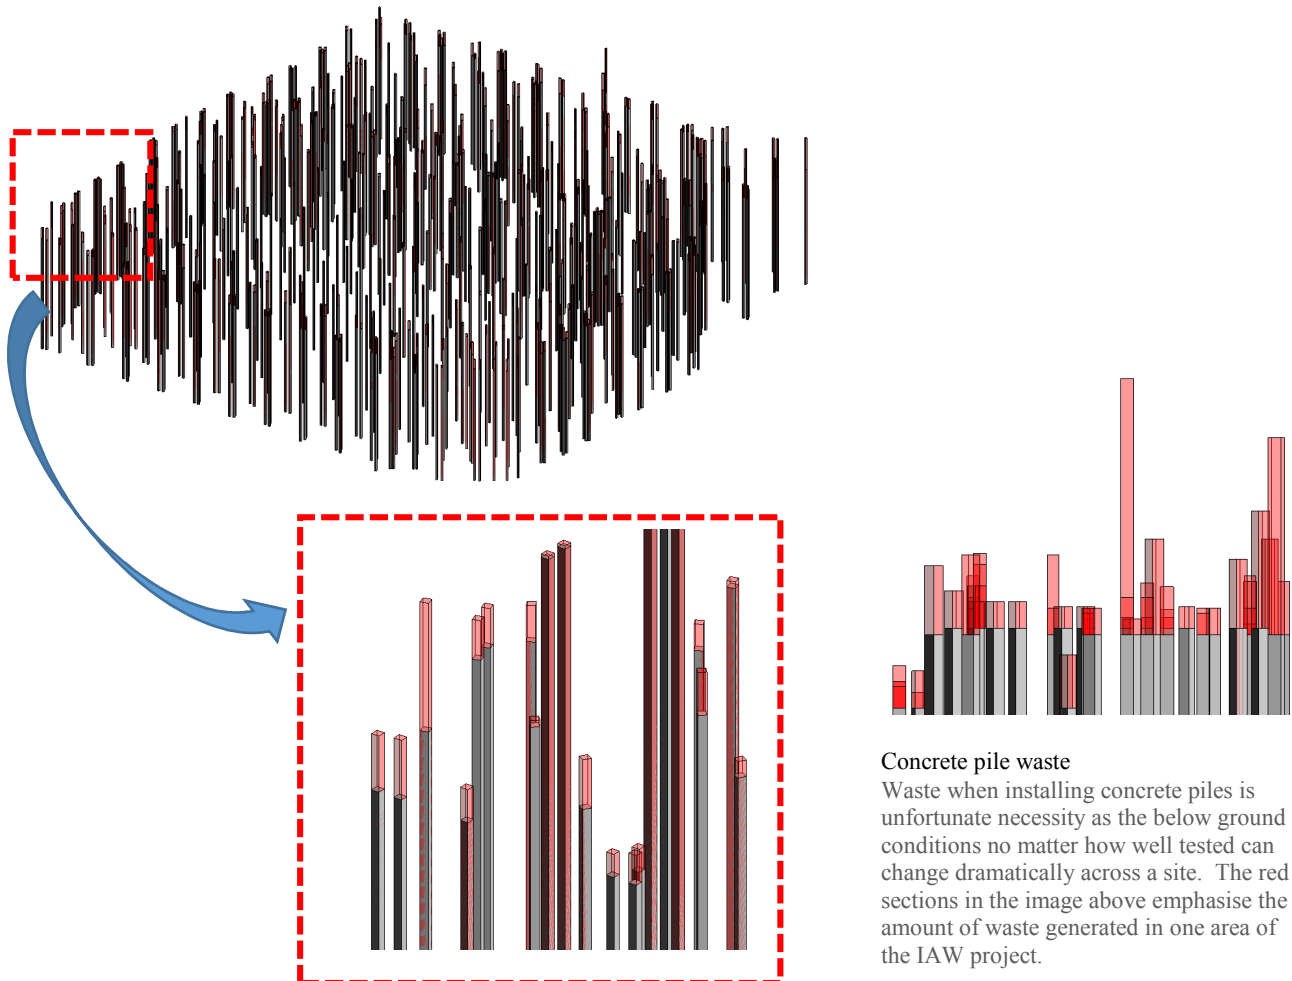 Concrete pile waste
Waste when installing concrete piles is
unfortunate necessity as the below ground
conditions no matter how well tested can
change dramatically across a site.  The red
sections in the image above emphasise the
amount of waste generated in one area of
the IAW project.